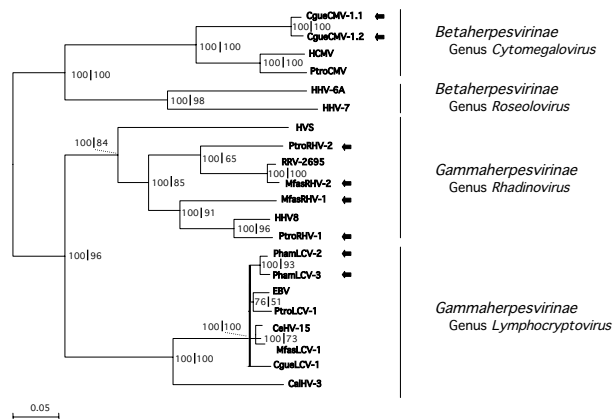 CgueCMV-1.1
100|100
CgueCMV-1.2
100|100
HCMV
100|100
PtroCMV
100|100
Betaherpesvirinae
Genus Cytomegalovirus
HHV-6A
100|98
HHV-7
Betaherpesvirinae
Genus Roseolovirus
HVS
100|84
PtroRHV-2
100|65
RRV-2695
100|100
MfasRHV-2
100|85
MfasRHV-1
100|91
HHV8
100|96
PtroRHV-1
Gammaherpesvirinae
Genus Rhadinovirus
100|96
PhamLCV-2
100|93
PhamLCV-3
EBV
76|51
PtroLCV-1
100|100
CeHV-15
100|73
MfasLCV-1
100|100
CgueLCV-1
CalHV-3
Gammaherpesvirinae
Genus Lymphocryptovirus
0.05